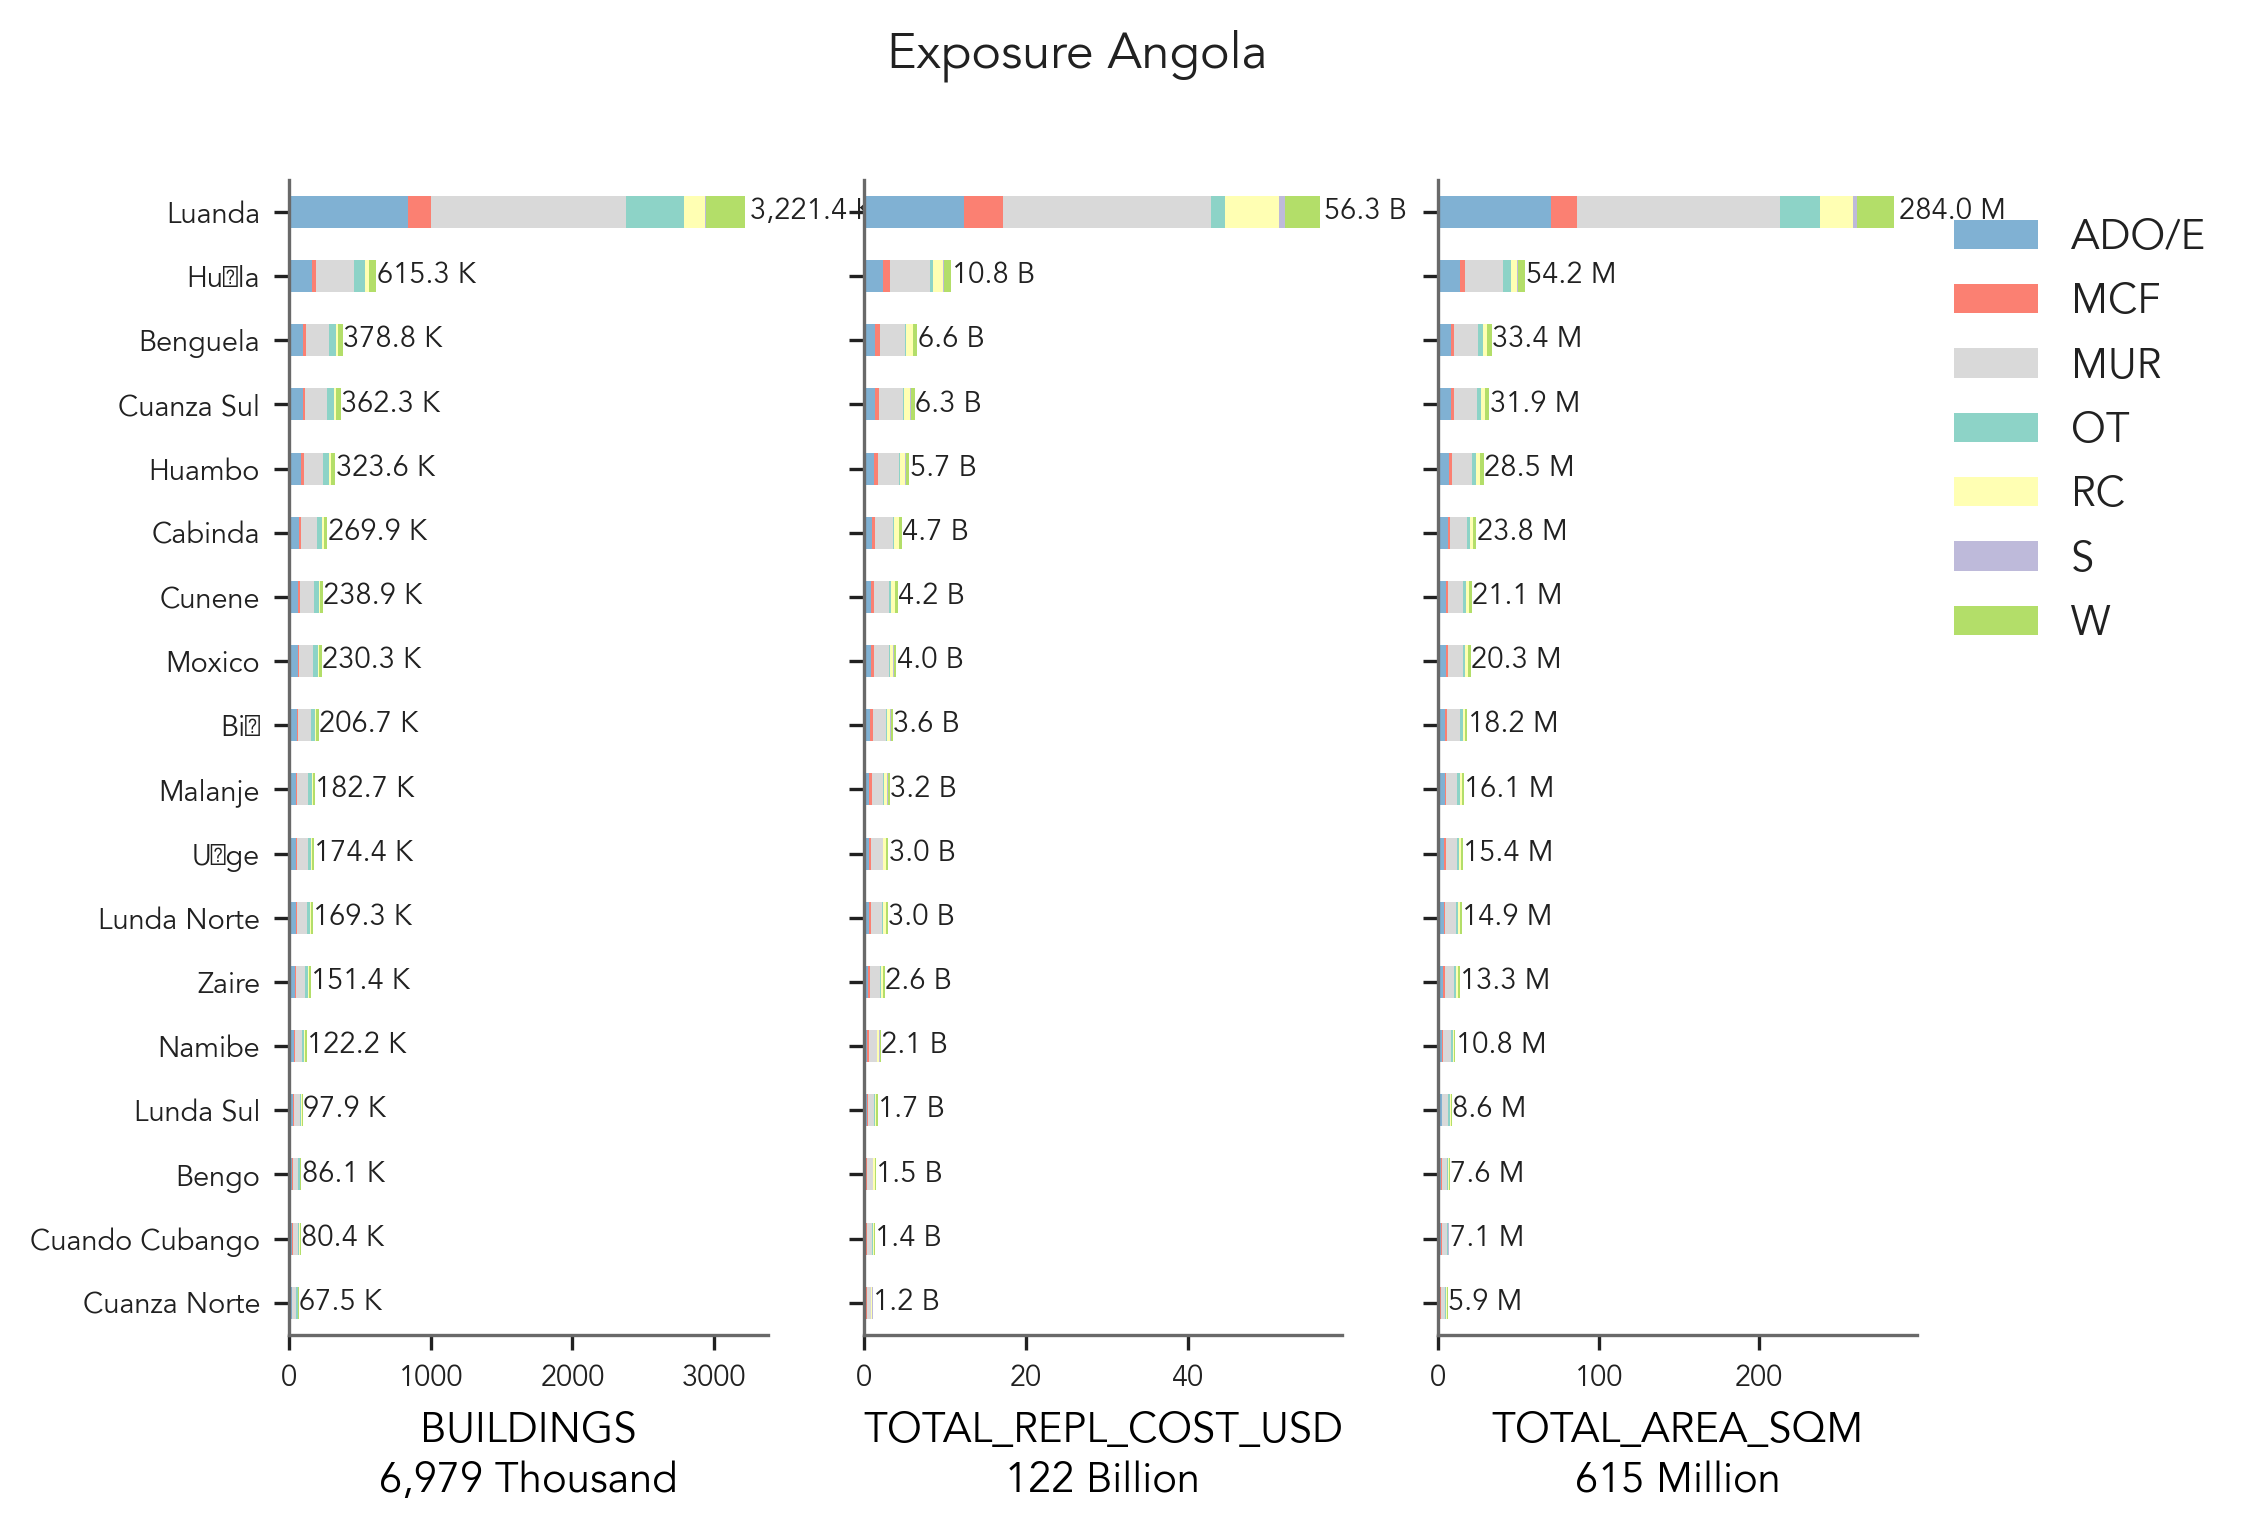 Exposure Angola
Luanda
Hu�la
Benguela
Cuanza Sul
Huambo
Cabinda
Cunene
Moxico
Bi�
Malanje
U�ge
Lunda Norte
Zaire
Namibe
Lunda Sul
Bengo
Cuando Cubango
Cuanza Norte
3,221.4 K
615.3 K
378.8 K
362.3 K
323.6 K
269.9 K
238.9 K
230.3 K
206.7 K
182.7 K
174.4 K
169.3 K
151.4 K
122.2 K
97.9 K
86.1 K
80.4 K
67.5 K
0 1000 2000 3000
BUILDINGS
6,979 Thousand
56.3 B
10.8 B
6.6 B
6.3 B
5.7 B
4.7 B
4.2 B
4.0 B
3.6 B
3.2 B
3.0 B
3.0 B
2.6 B
2.1 B
1.7 B
1.5 B
1.4 B
1.2 B
0 20 40
TOTAL_REPL_COST_USD
122 Billion
284.0 M
54.2 M
33.4 M
31.9 M
28.5 M
23.8 M
21.1 M
20.3 M
18.2 M
16.1 M
15.4 M
14.9 M
13.3 M
10.8 M
8.6 M
7.6 M
7.1 M
5.9 M
0 100 200
TOTAL_AREA_SQM
615 Million
ADO/E
MCF
MUR
OT
RC
S
W